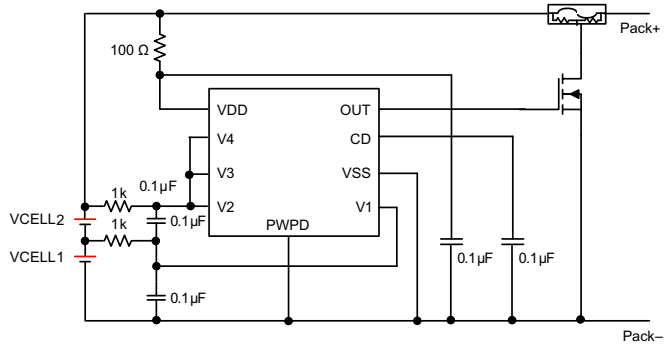 Pack+
100 Ω
VDD
OUT
V4
CD
V3
VSS
0.1µF
1k
V2
V1
0.1µF
VCELL2
1k
PWPD
VCELL1
0.1µF
0.1µF
0.1µF
Pack–